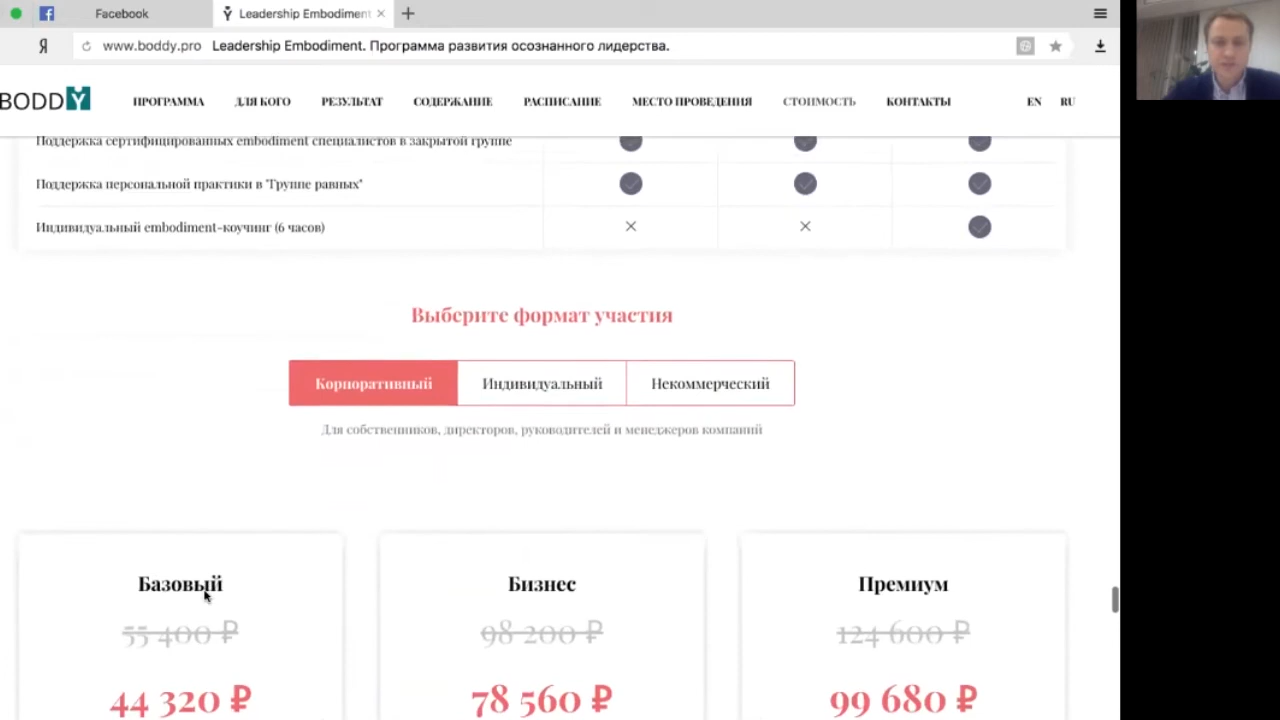 Facebook
Leadership Embodiment
Я www.boddy.pro Leadership Embodiment. Программа развития осознанного лидерства.
BODDY ПРОГРАММА ДЛЯ КОГО РЕЗУЛЬТАТ СОДЕРЖАНИЕ РАСПИСАНИЕ МЕСТО ПРОВЕДЕНИЯ СТОИМОСТЬ КОНТАКТЫ EN RU
Поддержка сертифицированных embodiment специалистов в закрытой группе
Поддержка персональной практики в "Группе равных"
Индивидуальный embodiment-коучинг (6 часов)
Выберите формат участия
Корпоративный Индивидуальный Некоммерческий
Для собственников, директоров, руководителей и менеджеров компаний
Базовый Бизнес Премиум
55 400 ₽ 98 200 ₽ 124 600 ₽
44 320 ₽ 78 560 ₽ 99 680 ₽